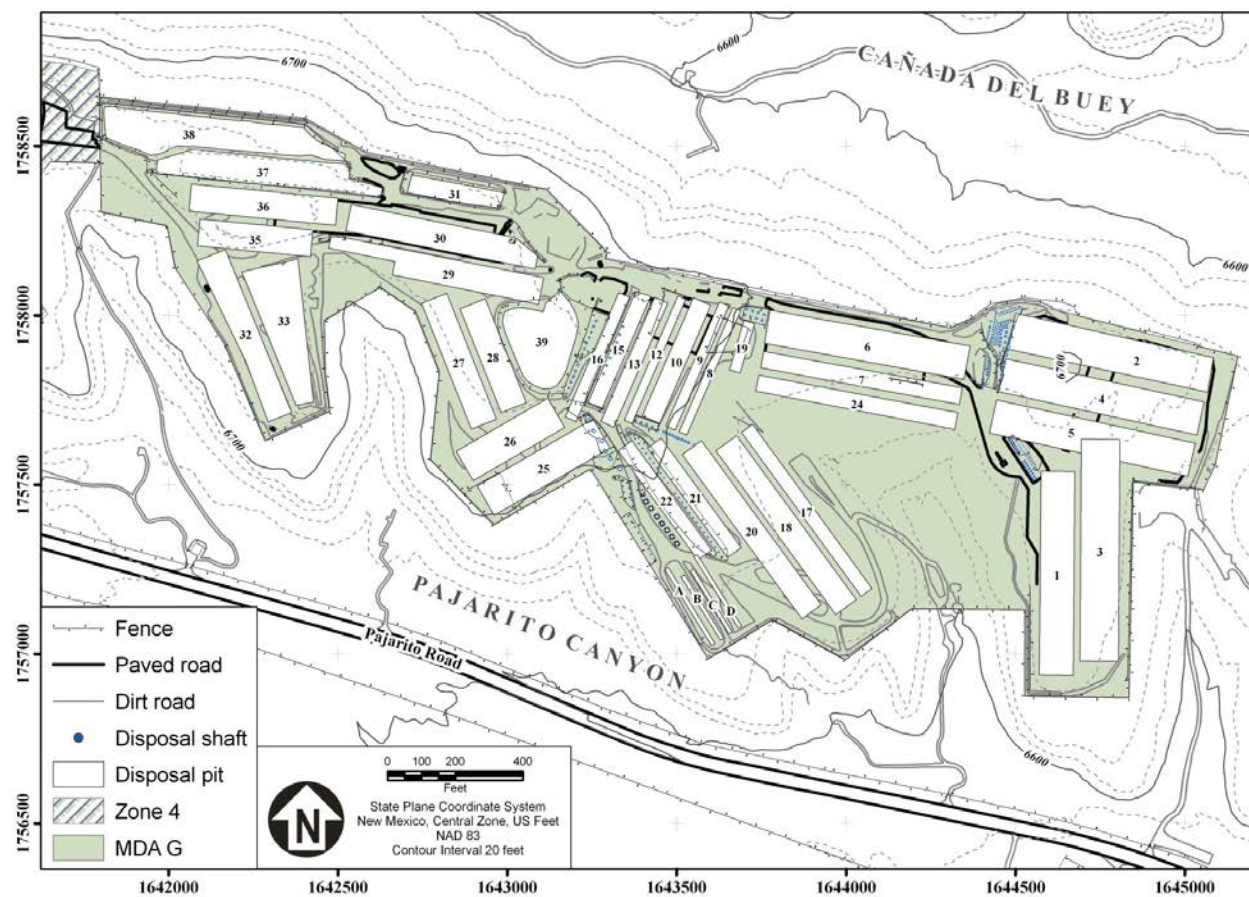 6600
6700
CAÑADA DEL BUEY
1758500
38
37
31
36
35
30
29
6600
1758000
32
33
27
28
39
16
15
13
12
10
9
8
19
6
7
24
2
6700
4
5
6700
26
25
1757500
22
21
20
18
17
1
3
A
B
C
D
1757000
PAJARITO CANYON
Pajarito Road
6600
1756500
Fence
Paved road
Dirt road
Disposal shaft
Disposal pit
Zone 4
MDA G
N
0 200 400
Feet
State Plane Coordinate System
New Mexico, Central Zone, US Feet
NAD 83
Contour Interval 20 feet
1642000 1642500 1643000 1643500 1644000 1644500 1645000